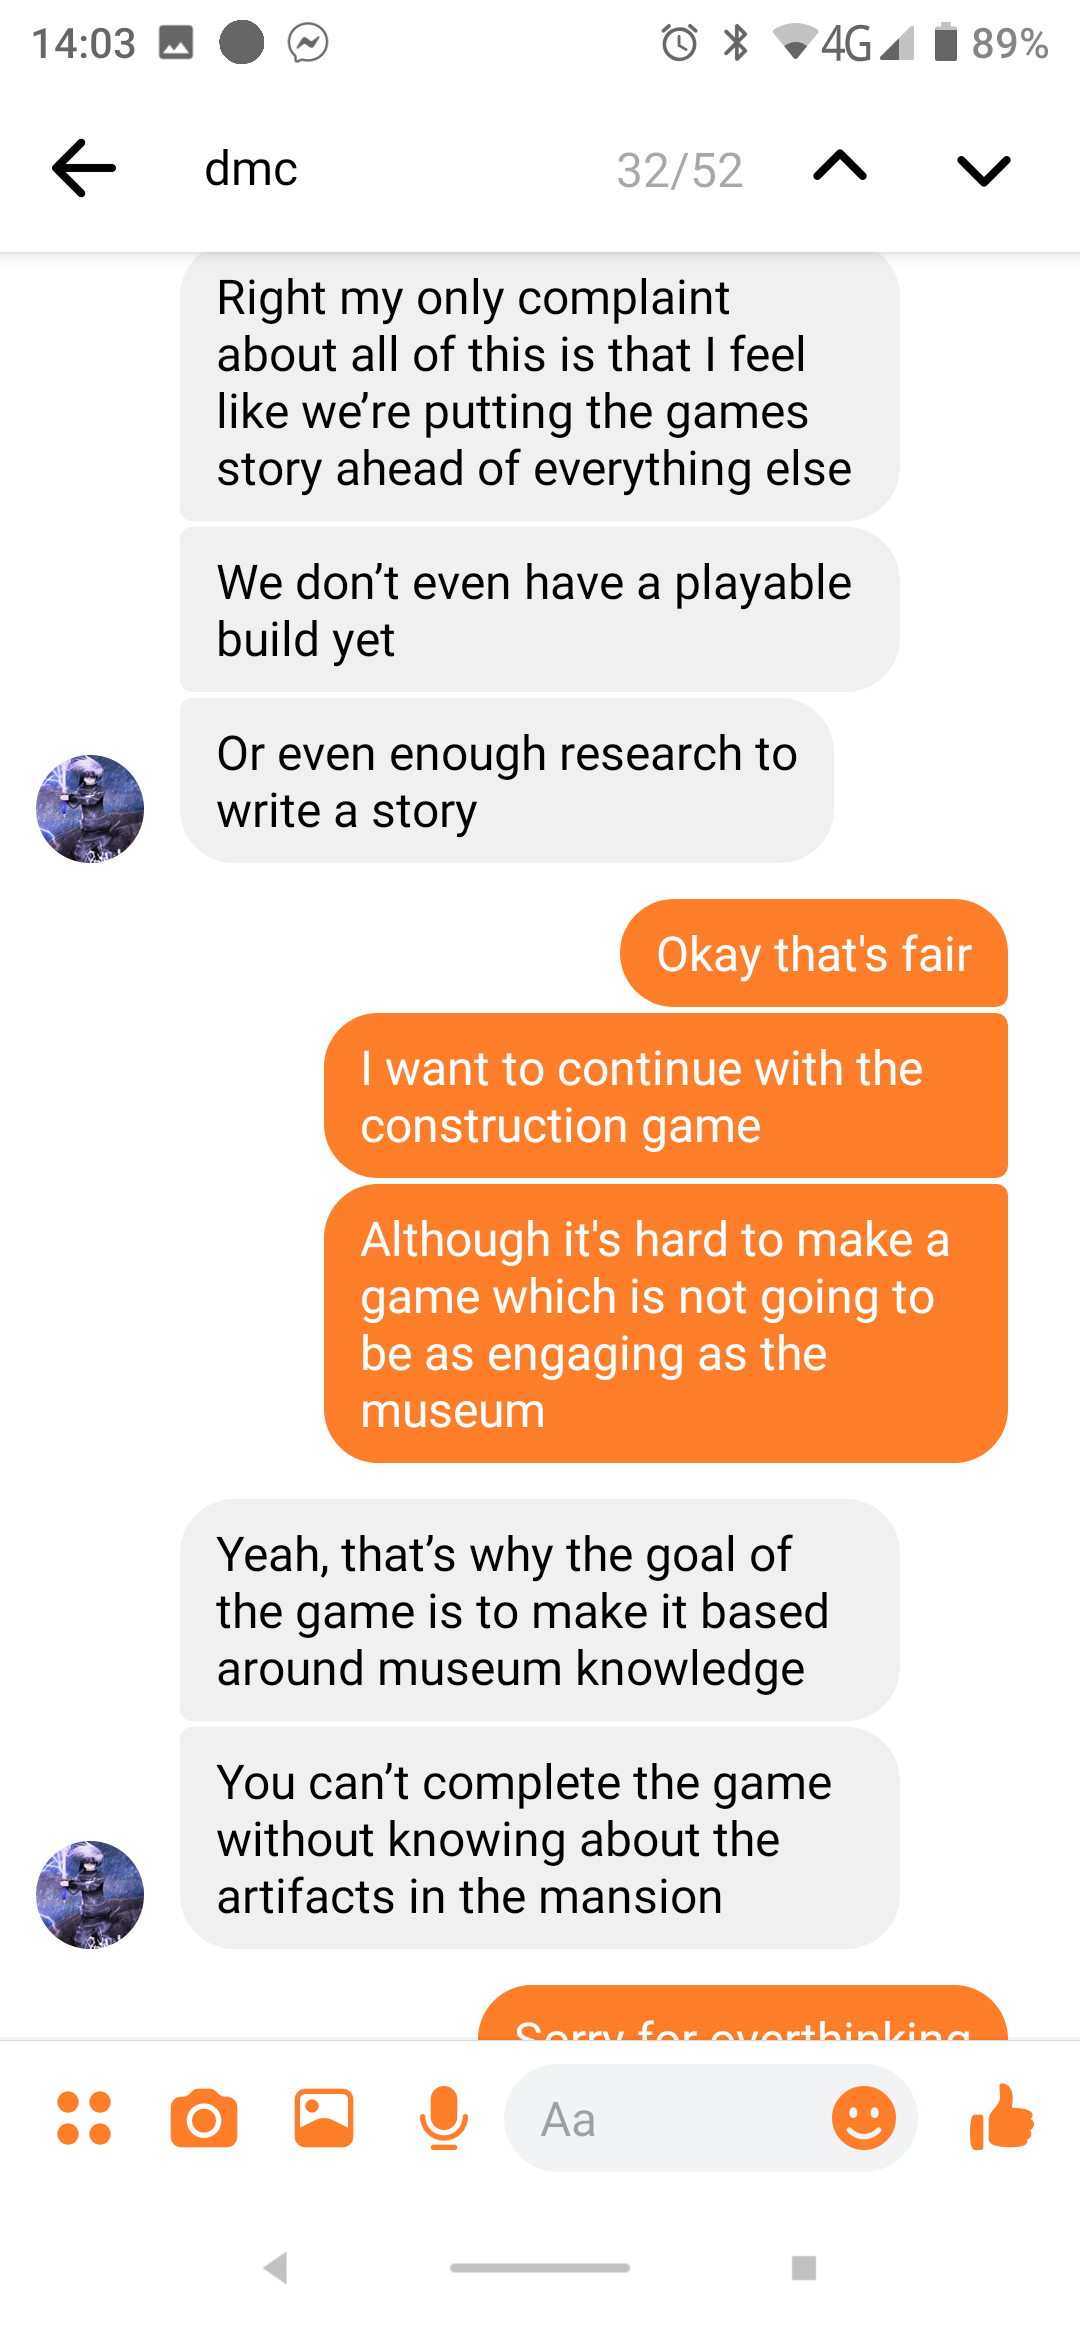 14:03
4G
89%
dmc
32/52
Right my only complaint
about all of this is that I feel
like we’re putting the games
story ahead of everything else
We don’t even have a playable
build yet
Or even enough research to
write a story
Okay that's fair
I want to continue with the
construction game
Although it's hard to make a
game which is not going to
be as engaging as the
museum
Yeah, that’s why the goal of
the game is to make it based
around museum knowledge
You can’t complete the game
without knowing about the
artifacts in the mansion
Sorry for overthinking
Aa